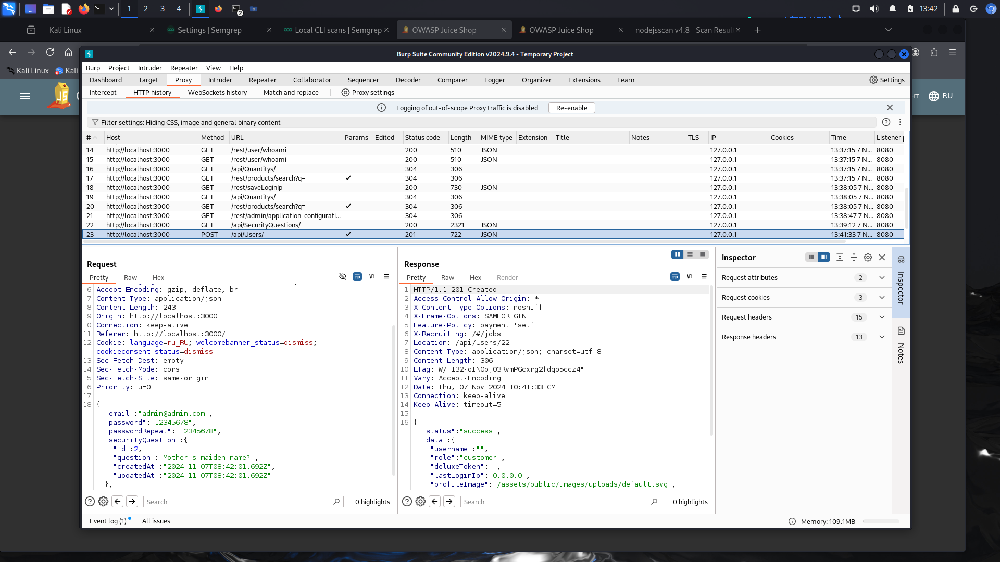 1 2 3 4 2 13:42
Kali Linux Settings | Semgrep Local CLI scans | Semgrep OWASP Juice Shop OWASP Juice Shop nodejsscan v4.8 - Scan Resul
Burp Suite Community Edition v2024.9.4 - Temporary Project
Kali Linux Kali
Burp Project Intruder Repeater View Help
Dashboard Target Proxy Intruder Repeater Collaborator Sequencer Decoder Comparer Logger Organizer Extensions Learn Settings
Intercept HTTP history WebSockets history Match and replace Proxy settings
JS RU
Logging of out-of-scope Proxy traffic is disabled Re-enable
Filter settings: Hiding CSS, image and general binary content
# Host Method URL Params Edited Status code Length MIME type Extension Title Notes TLS IP Cookies Time Listener p
14 http://localhost:3000 GET /rest/user/whoami 200 510 JSON 127.0.0.1 13:37:15 7 N... 8080
15 http://localhost:3000 GET /rest/user/whoami 200 510 JSON 127.0.0.1 13:37:15 7 N... 8080
16 http://localhost:3000 GET /api/Quantitys/ 304 306 127.0.0.1 13:37:15 7 N... 8080
17 http://localhost:3000 GET /rest/products/search?q= ✓ 304 306 127.0.0.1 13:37:15 7 N... 8080
18 http://localhost:3000 GET /rest/saveLoginIp 200 730 JSON 127.0.0.1 13:38:05 7 N... 8080
19 http://localhost:3000 GET /api/Quantitys/ 304 306 127.0.0.1 13:38:05 7 N... 8080
20 http://localhost:3000 GET /rest/products/search?q= ✓ 304 306 127.0.0.1 13:38:05 7 N... 8080
21 http://localhost:3000 GET /rest/admin/application-configurati... 304 306 127.0.0.1 13:38:47 7 N... 8080
22 http://localhost:3000 GET /api/SecurityQuestions/ 200 2321 JSON 127.0.0.1 13:39:12 7 N... 8080
23 http://localhost:3000 POST /api/Users/ ✓ 201 722 JSON 127.0.0.1 13:41:33 7 N... 8080
Request
Pretty Raw Hex \n
6 Accept-Encoding: gzip, deflate, br
7 Content-Type: application/json
8 Content-Length: 243
9 Origin: http://localhost:3000
10 Connection: keep-alive
11 Referer: http://localhost:3000/
12 Cookie: language=ru_RU; welcomebanner_status=dismiss;
cookieconsent_status=dismiss
13 Sec-Fetch-Dest: empty
14 Sec-Fetch-Mode: cors
15 Sec-Fetch-Site: same-origin
16 Priority: u=0
17
18 {
"email":"admin@admin.com",
"password":"12345678",
"passwordRepeat":"12345678",
"securityQuestion":{
"id":2,
"question":"Mother's maiden name?",
"createdAt":"2024-11-07T08:42:01.692Z",
"updatedAt":"2024-11-07T08:42:01.692Z"
},
Search 0 highlights
Response
Pretty Raw Hex Render \n
1 HTTP/1.1 201 Created
2 Access-Control-Allow-Origin: *
3 X-Content-Type-Options: nosniff
4 X-Frame-Options: SAMEORIGIN
5 Feature-Policy: payment 'self'
6 X-Recruiting: /#/jobs
7 Location: /api/Users/22
8 Content-Type: application/json; charset=utf-8
9 Content-Length: 306
10 ETag: W/"132-oIN0pj03RvmPGcxrg2fdqo5ccz4"
11 Vary: Accept-Encoding
12 Date: Thu, 07 Nov 2024 10:41:33 GMT
13 Connection: keep-alive
14 Keep-Alive: timeout=5
15
16 {
"status":"success",
"data":{
"username":"",
"role":"customer",
"deluxeToken":"",
"lastLoginIp":"0.0.0.0",
"profileImage":"/assets/public/images/uploads/default.svg",
Search 0 highlights
Inspector
Request attributes 2
Request cookies 3
Request headers 15
Response headers 13
Inspector
Notes
Event log (1) All issues Memory: 109.1MB